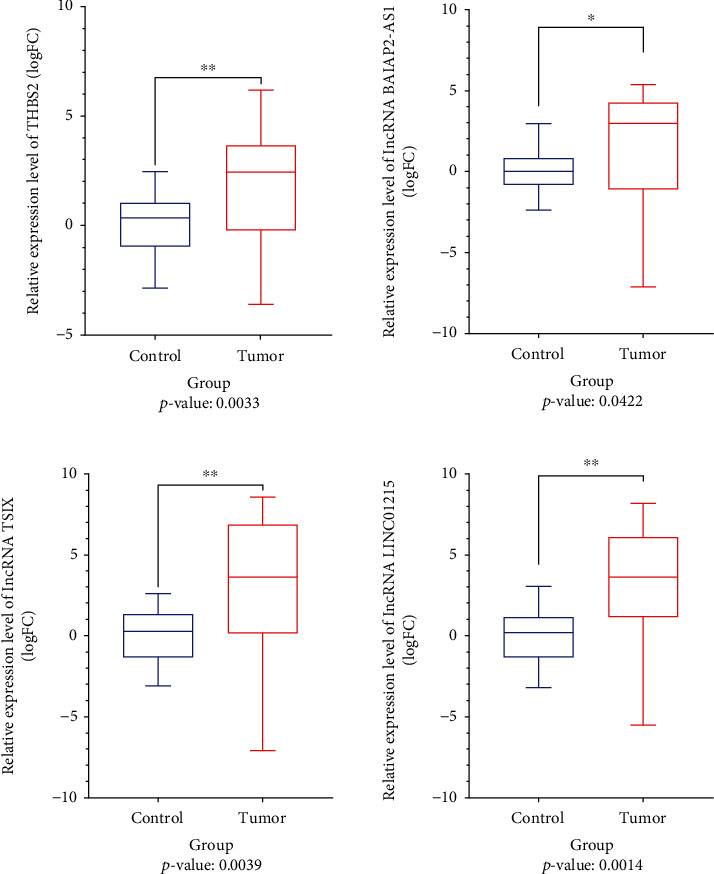 Relative expression level of THBS2 (logFC)
10
5
0
−5
**
Control
Tumor
Group
p-value: 0.0033
Relative expression level of lncRNA BAIAP2-AS1
(logFC)
10
5
0
−5
−10
*
Control
Tumor
Group
p-value: 0.0422
Relative expression level of lncRNA TSIX
(logFC)
10
5
0
−5
−10
**
Control
Tumor
Group
p-value: 0.0039
Relative expression level of lncRNA LINC01215
(logFC)
10
5
0
−5
−10
**
Control
Tumor
Group
p-value: 0.0014